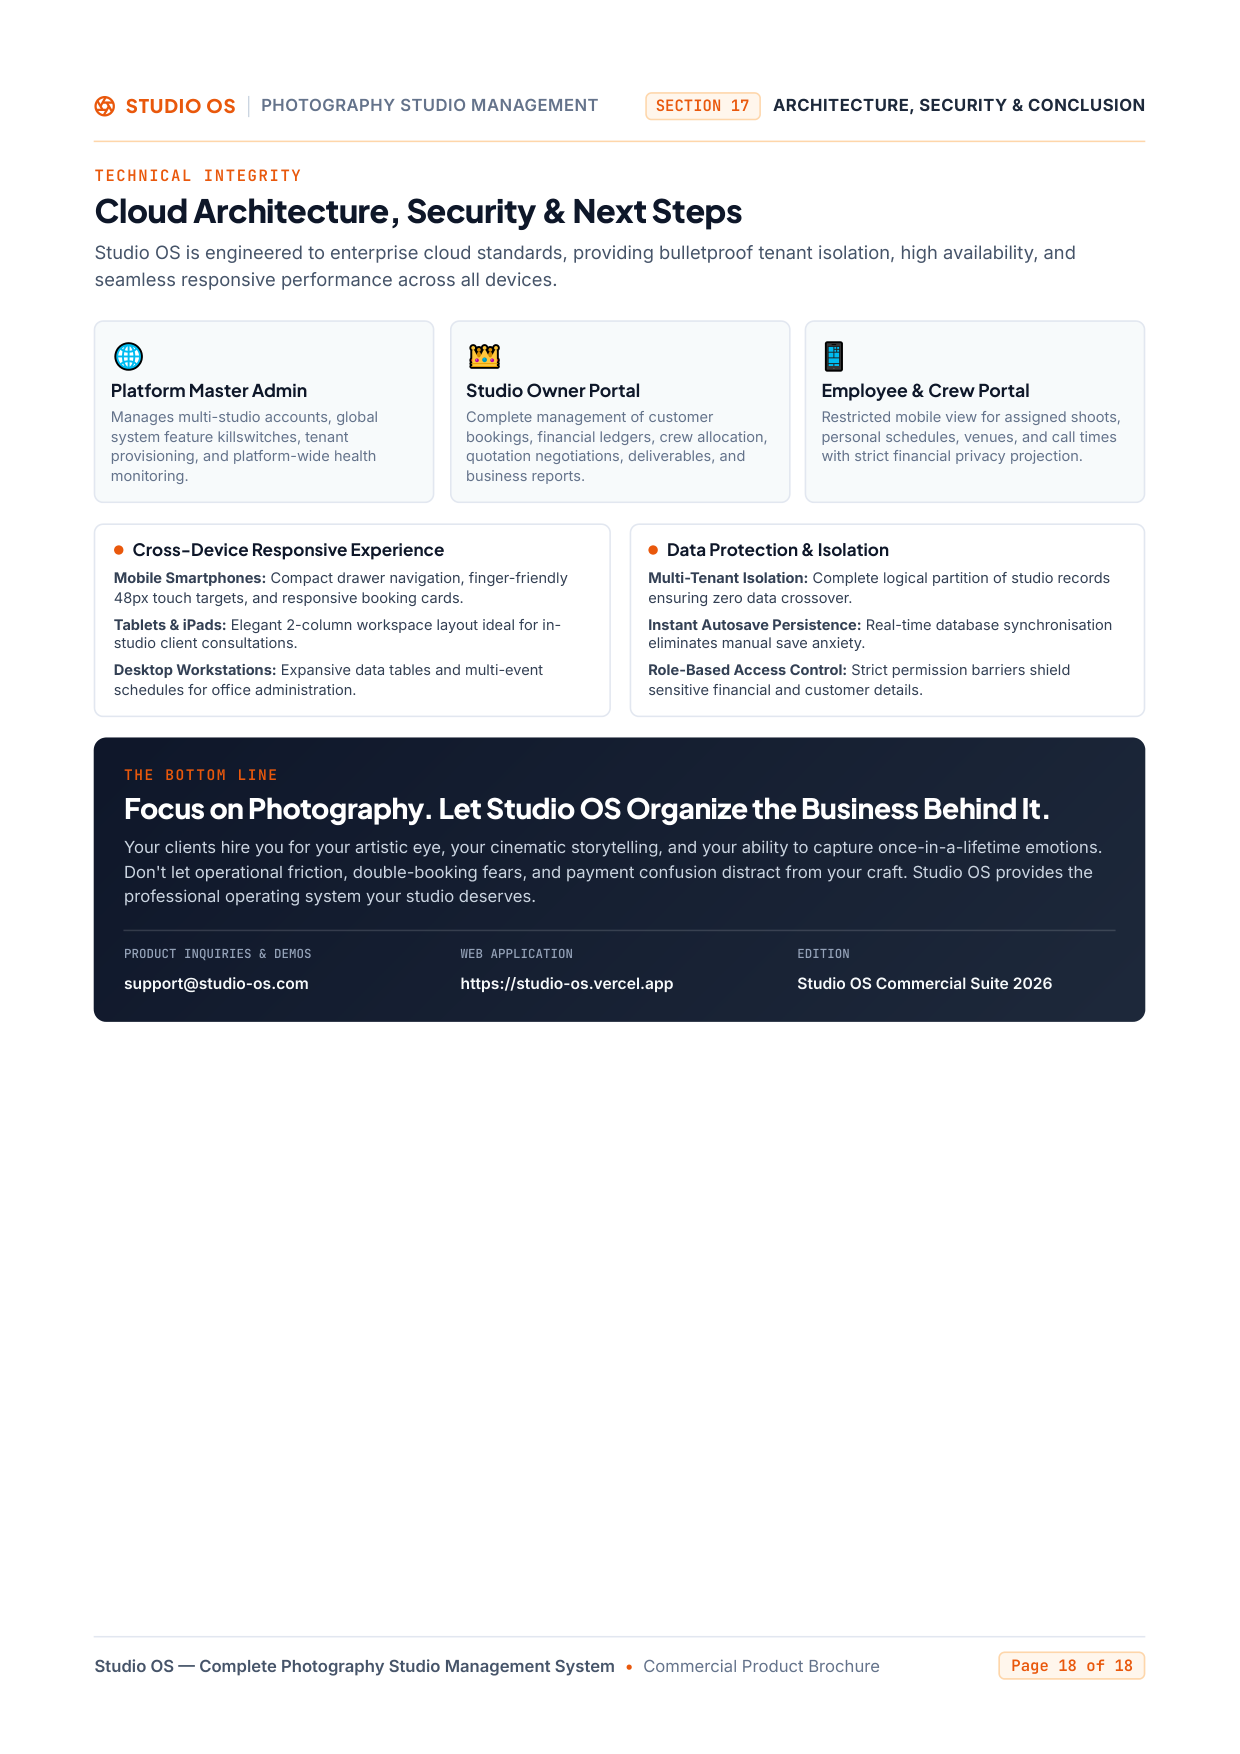 STUDIO OS
PHOTOGRAPHY STUDIO MANAGEMENT
SECTION 17
ARCHITECTURE, SECURITY & CONCLUSION
TECHNICAL INTEGRITY
Cloud Architecture, Security & Next Steps
Studio OS is engineered to enterprise cloud standards, providing bulletproof tenant isolation, high availability, and
seamless responsive performance across all devices.
Platform Master Admin
Manages multi-studio accounts, global
system feature killswitches, tenant
provisioning, and platform-wide health
monitoring.
Studio Owner Portal
Complete management of customer
bookings, financial ledgers, crew allocation,
quotation negotiations, deliverables, and
business reports.
Employee & Crew Portal
Restricted mobile view for assigned shoots,
personal schedules, venues, and call times
with strict financial privacy projection.
Cross-Device Responsive Experience
Mobile Smartphones: Compact drawer navigation, finger-friendly
48px touch targets, and responsive booking cards.
Tablets & iPads: Elegant 2-column workspace layout ideal for in-
studio client consultations.
Desktop Workstations: Expansive data tables and multi-event
schedules for office administration.
Data Protection & Isolation
Multi-Tenant Isolation: Complete logical partition of studio records
ensuring zero data crossover.
Instant Autosave Persistence: Real-time database synchronisation
eliminates manual save anxiety.
Role-Based Access Control: Strict permission barriers shield
sensitive financial and customer details.
THE BOTTOM LINE
Focus on Photography. Let Studio OS Organize the Business Behind It.
Your clients hire you for your artistic eye, your cinematic storytelling, and your ability to capture once-in-a-lifetime emotions.
Don't let operational friction, double-booking fears, and payment confusion distract from your craft. Studio OS provides the
professional operating system your studio deserves.
PRODUCT INQUIRIES & DEMOS
support@studio-os.com
WEB APPLICATION
https://studio-os.vercel.app
EDITION
Studio OS Commercial Suite 2026
Studio OS — Complete Photography Studio Management System • Commercial Product Brochure
Page 18 of 18